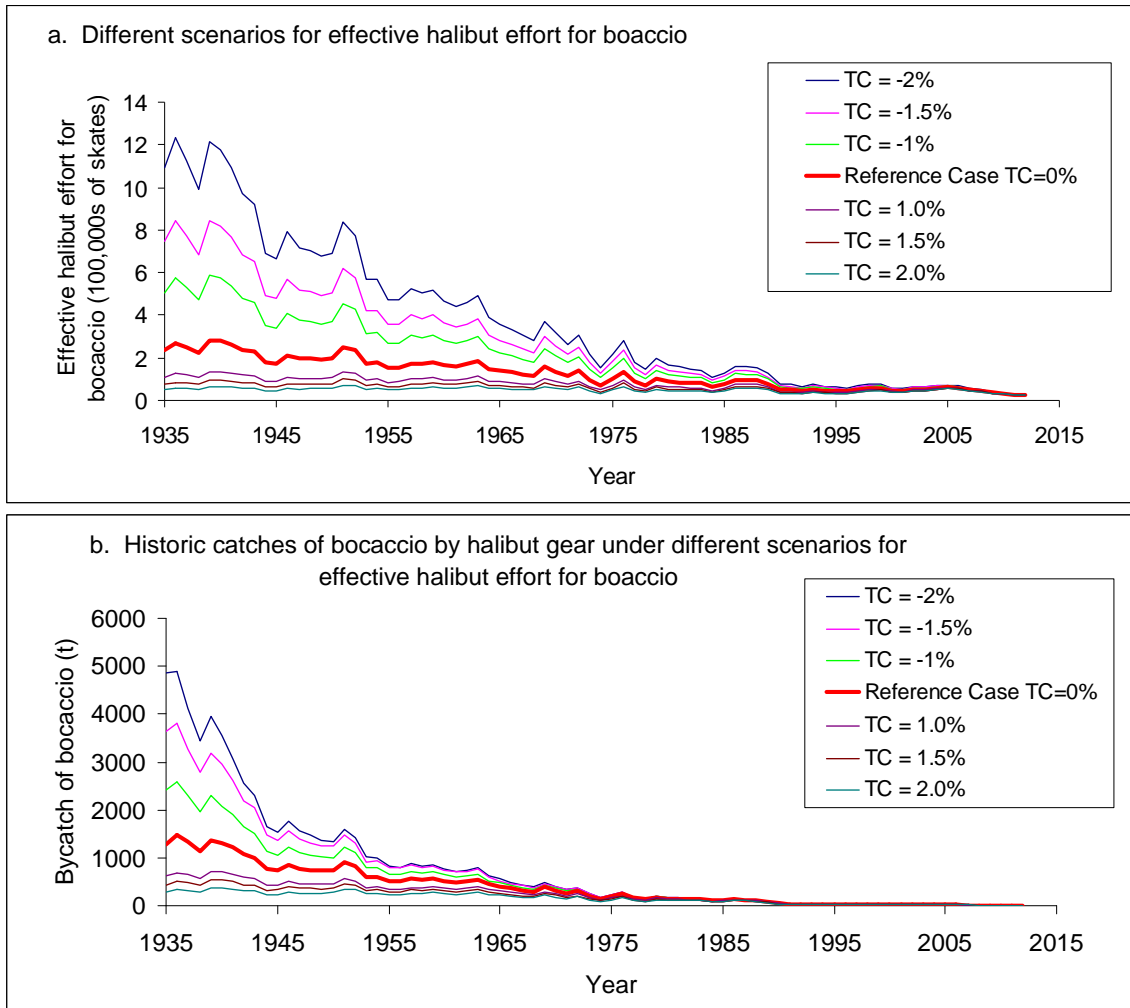 a. Different scenarios for effective halibut effort for boaccio
TC = -2%
TC = -1.5%
TC = -1%
Reference Case TC=0%
TC = 1.0%
TC = 1.5%
TC = 2.0%
Effective halibut effort for
bocaccio (100,000s of skates)
14
12
10
8
6
4
2
0
1935 1945 1955 1965 1975 1985 1995 2005 2015
Year
b. Historic catches of bocaccio by halibut gear under different scenarios for
effective halibut effort for boaccio
TC = -2%
TC = -1.5%
TC = -1%
Reference Case TC=0%
TC = 1.0%
TC = 1.5%
TC = 2.0%
Bycatch of bocaccio (t)
6000
5000
4000
3000
2000
1000
0
1935 1945 1955 1965 1975 1985 1995 2005 2015
Year